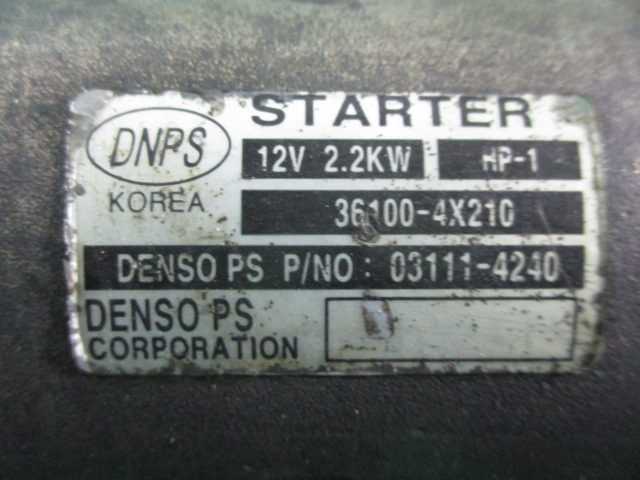 STARTER
DNPS
12V 2.2KW HP-1
KOREA
36100-4X210
DENSO PS P/NO : 03111-4240
DENSO PS
CORPORATION